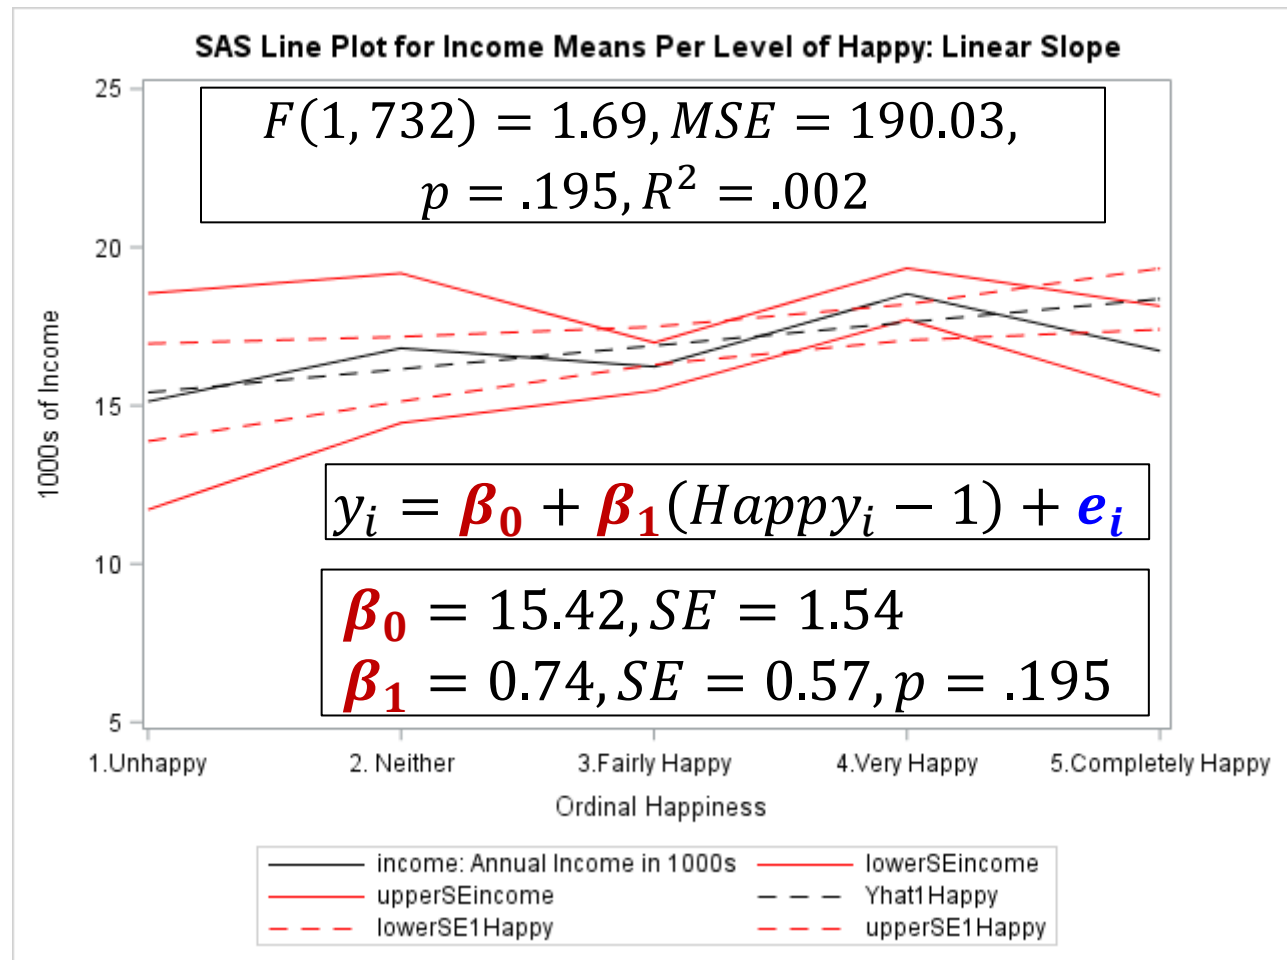 SAS Line Plot for Income Means Per Level of Happy: Linear Slope
F(1,732) = 1.69, MSE = 190.03,
p = .195, R² = .002
25
20
15
10
5
1000s of Income
yᵢ = β₀ + β₁(Happyᵢ − 1) + eᵢ
β₀ = 15.42, SE = 1.54
β₁ = 0.74, SE = 0.57, p = .195
1.Unhappy 2. Neither 3.Fairly Happy 4.Very Happy 5.Completely Happy
Ordinal Happiness
income: Annual Income in 1000s lowerSEincome
upperSEincome Yhat1Happy
lowerSE1Happy upperSE1Happy